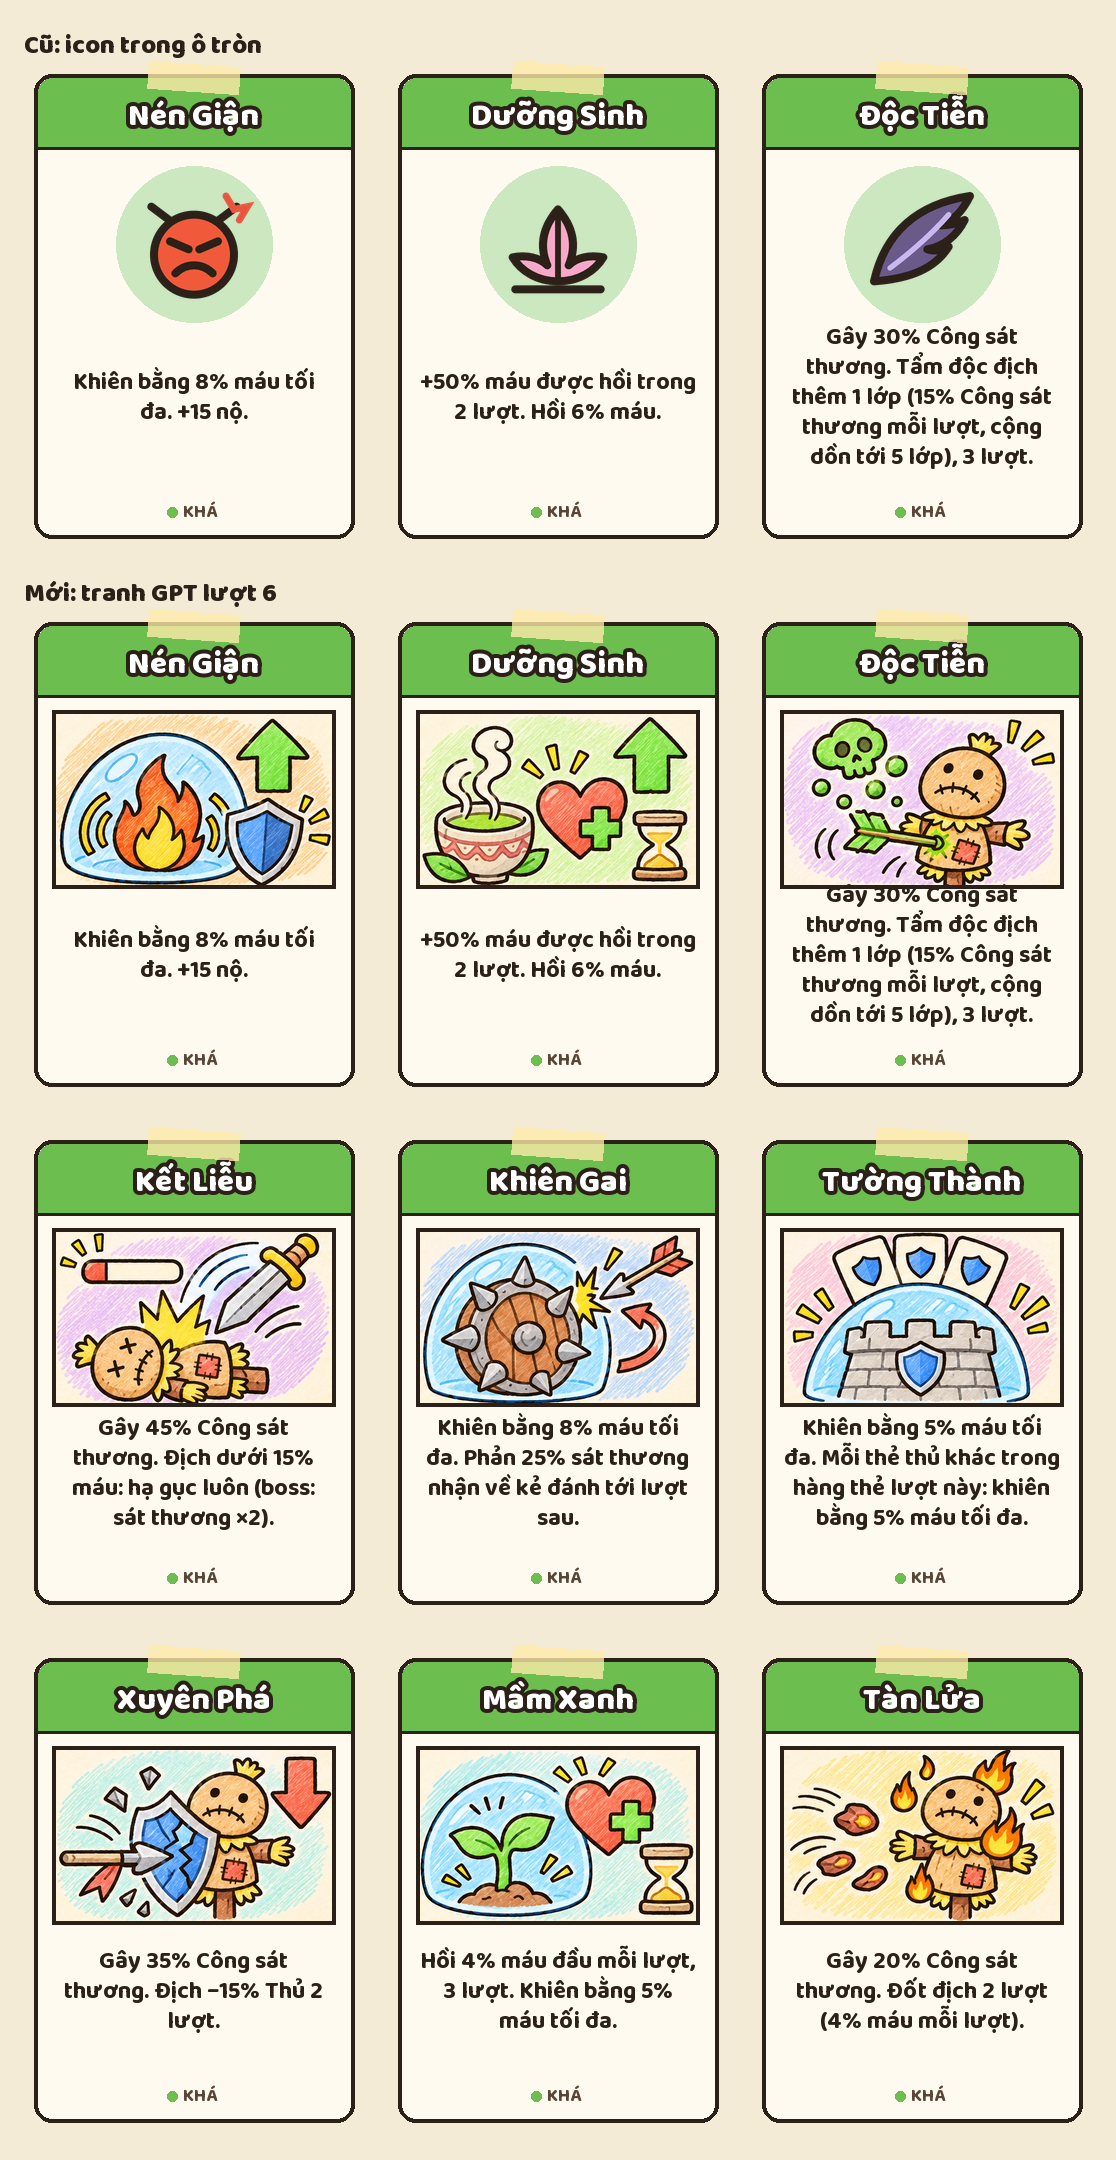 Cũ: icon trong ô tròn
Nén Giận
Khiên bằng 8% máu tối
đa. +15 nộ.
KHÁ
Dưỡng Sinh
+50% máu được hồi trong
2 lượt. Hồi 6% máu.
KHÁ
Độc Tiễn
Gây 30% Công sát
thương. Tẩm độc địch
thêm 1 lớp (15% Công sát
thương mỗi lượt, cộng
dồn tới 5 lớp), 3 lượt.
KHÁ
Mới: tranh GPT lượt 6
Nén Giận
Khiên bằng 8% máu tối
đa. +15 nộ.
KHÁ
Dưỡng Sinh
+50% máu được hồi trong
2 lượt. Hồi 6% máu.
KHÁ
Độc Tiễn
Gây 30% Công sát
thương. Tẩm độc địch
thêm 1 lớp (15% Công sát
thương mỗi lượt, cộng
dồn tới 5 lớp), 3 lượt.
KHÁ
Kết Liễu
Gây 45% Công sát
thương. Địch dưới 15%
máu: hạ gục luôn (boss:
sát thương ×2).
KHÁ
Khiên Gai
Khiên bằng 8% máu tối
đa. Phản 25% sát thương
nhận về kẻ đánh tới lượt
sau.
KHÁ
Tường Thành
Khiên bằng 5% máu tối
đa. Mỗi thẻ thủ khác trong
hàng thẻ lượt này: khiên
bằng 5% máu tối đa.
KHÁ
Xuyên Phá
Gây 35% Công sát
thương. Địch −15% Thủ 2
lượt.
KHÁ
Mầm Xanh
Hồi 4% máu đầu mỗi lượt,
3 lượt. Khiên bằng 5%
máu tối đa.
KHÁ
Tàn Lửa
Gây 20% Công sát
thương. Đốt địch 2 lượt
(4% máu mỗi lượt).
KHÁ